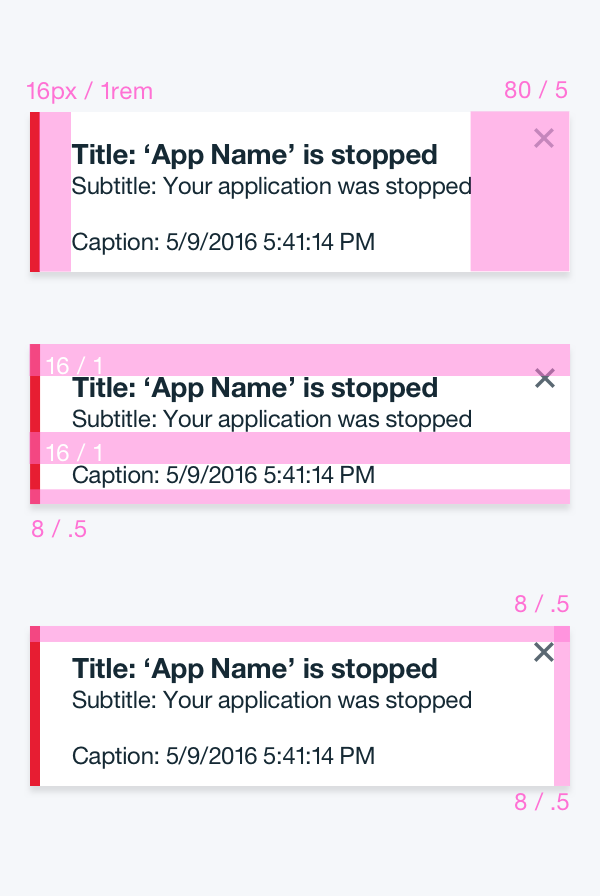 16px / 1rem
80 / 5
Title: ‘App Name’ is stopped
Subtitle: Your application was stopped
Caption: 5/9/2016 5:41:14 PM
16 / 1
Title: ‘App Name’ is stopped
Subtitle: Your application was stopped
16 / 1
Caption: 5/9/2016 5:41:14 PM
8 / .5
8 / .5
Title: ‘App Name’ is stopped
Subtitle: Your application was stopped
Caption: 5/9/2016 5:41:14 PM
8 / .5